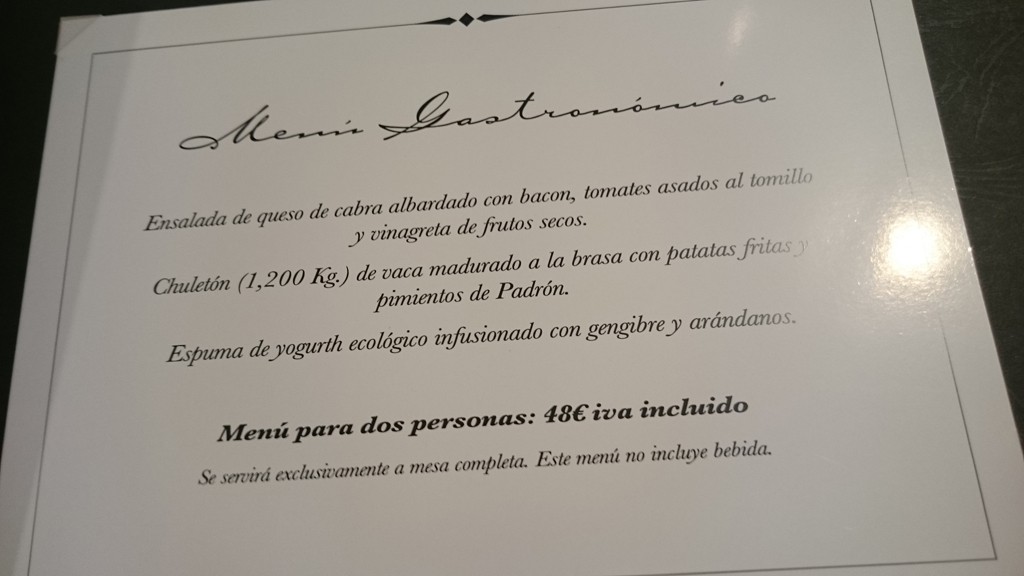 Menú Gastronómico
Ensalada de queso de cabra albardado con bacon, tomates asados al tomillo
y vinagreta de frutos secos.
Chuletón (1,200 Kg.) de vaca madurado a la brasa con patatas fritas y
pimientos de Padrón.
Espuma de yogurth ecológico infusionado con gengibre y arándanos.
Menú para dos personas: 48€ iva incluido
Se servirá exclusivamente a mesa completa. Este menú no incluye bebida.